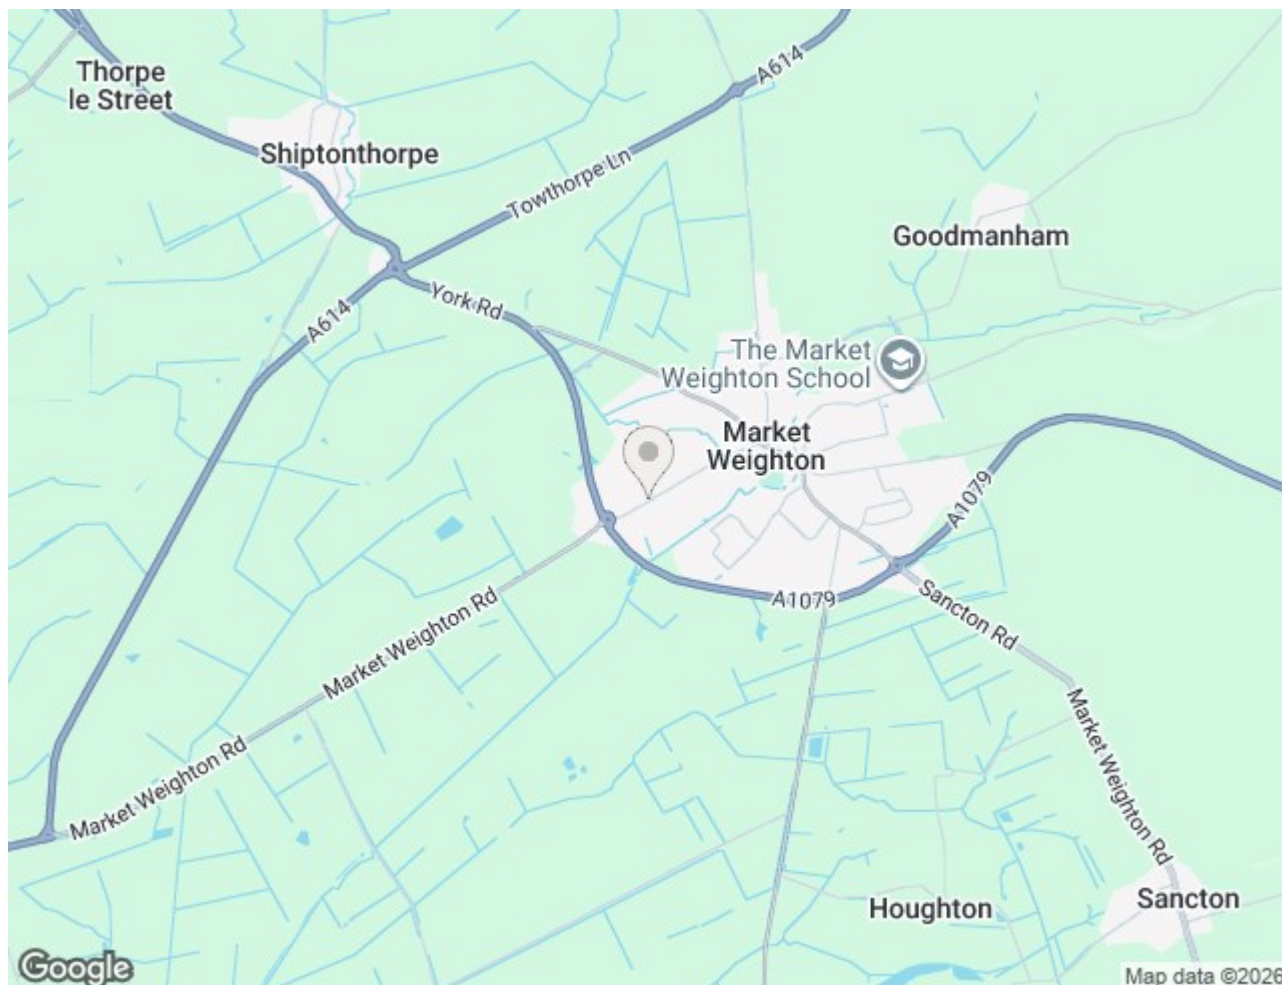 A614
Thorpe
le Street
Shiptonthorpe
Towthorpe Ln
Goodmanham
A614
York Rd
The Market
Weighton School
Market
Weighton
A1079
A1079
Sancton Rd
Market Weighton Rd
Market Weighton Rd
Market Weighton Rd
Houghton
Sancton
Google
Map data ©2026